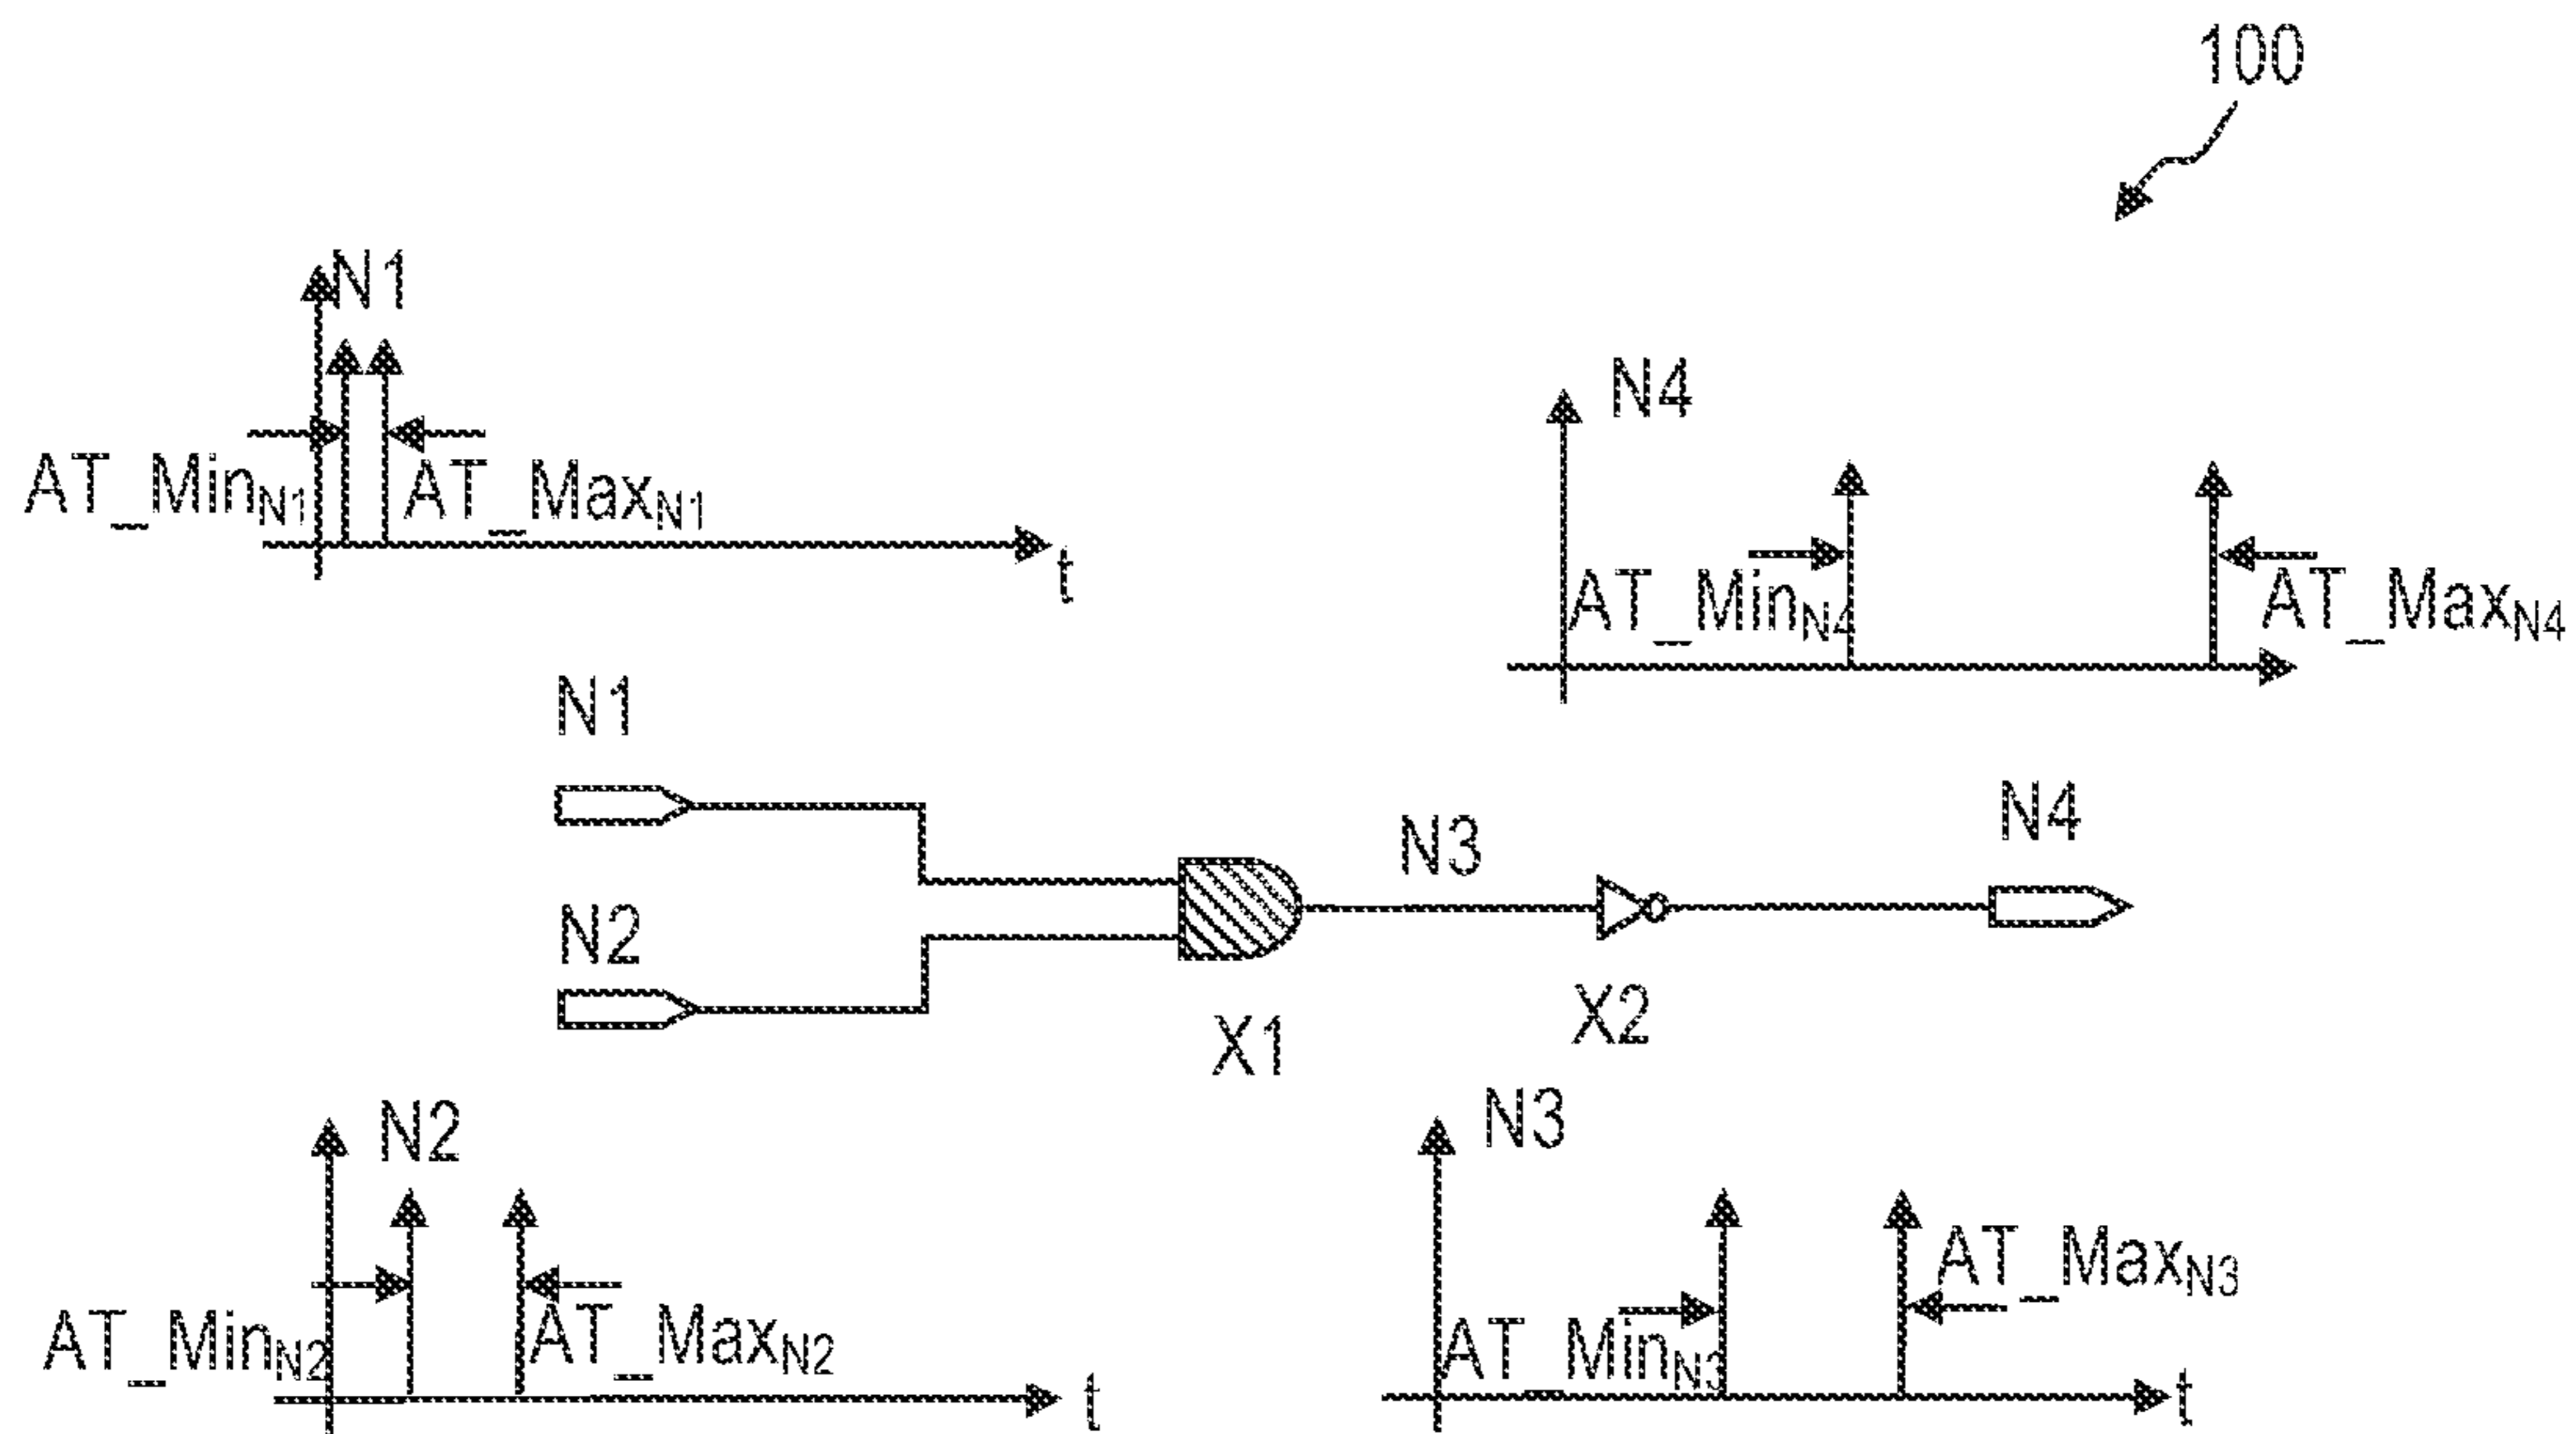 100
N1
AT_MinN1
AT_MaxN1
t
N4
AT_MinN4
AT_MaxN4
N1
N2
N3
N4
X1
X2
N2
AT_MinN2
AT_MaxN2
t
N3
AT_MinN3
AT_MaxN3
t